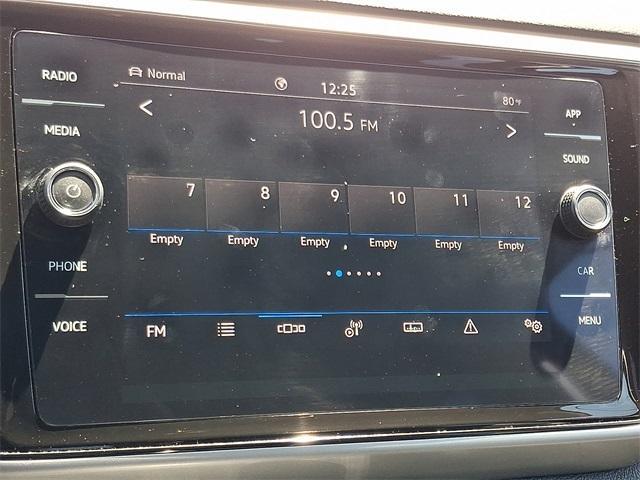 RADIO
Normal
12:25
80°F
APP
MEDIA
100.5 FM
SOUND
7 8 9 10 11 12
Empty Empty Empty Empty Empty Empty
PHONE
CAR
VOICE
FM
MENU